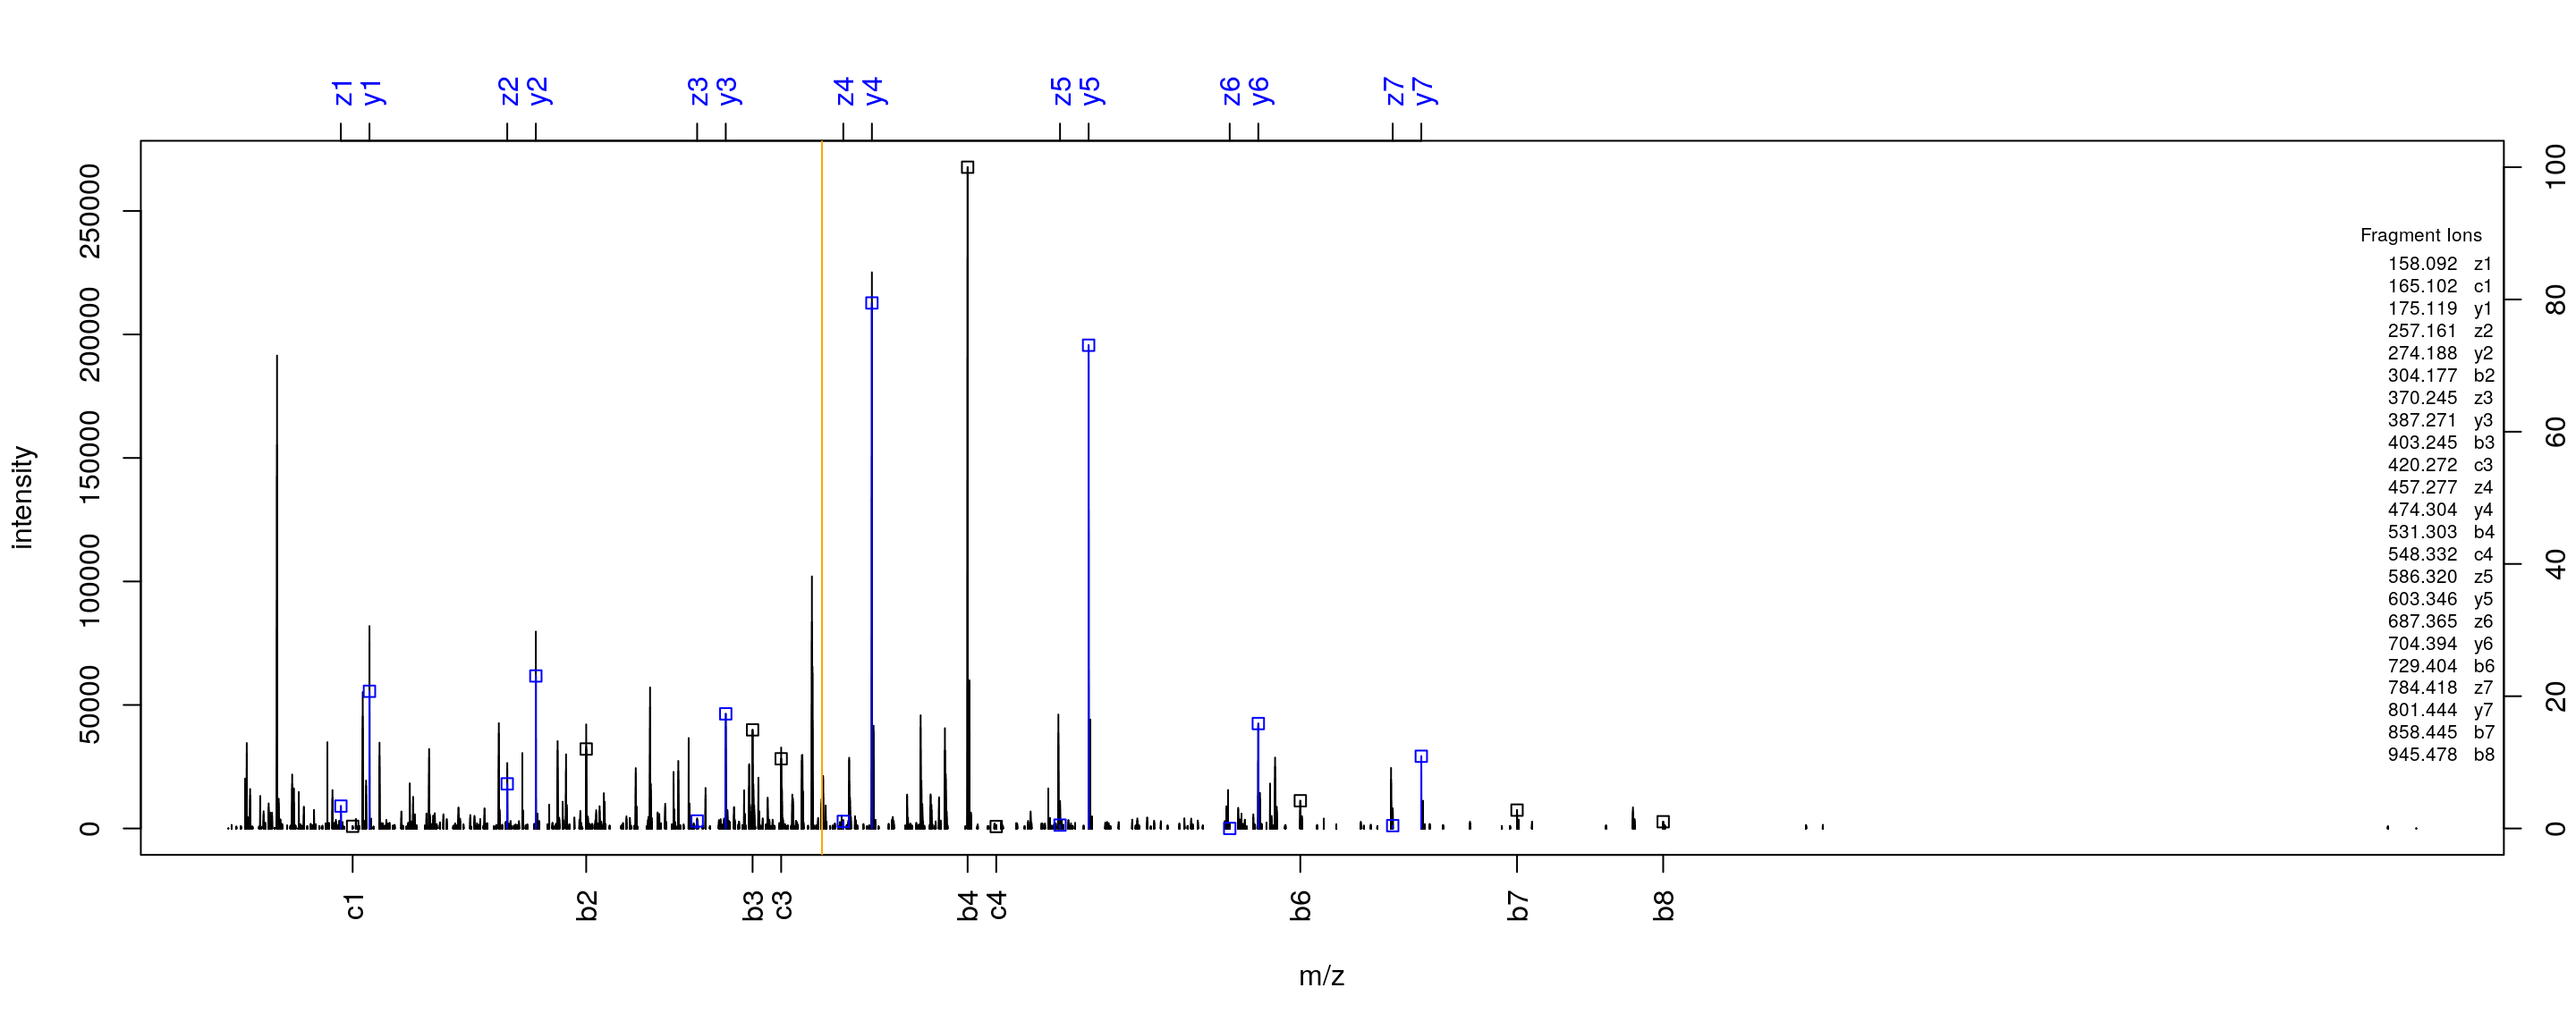 z1 y1 z2 y2 z3 y3 z4 y4 z5 y5 z6 y6 z7 y7
intensity
0 50000 100000 150000 200000 250000
0 20 40 60 80 100
Fragment Ions
158.092 z1
165.102 c1
175.119 y1
257.161 z2
274.188 y2
304.177 b2
370.245 z3
387.271 y3
403.245 b3
420.272 c3
457.277 z4
474.304 y4
531.303 b4
548.332 c4
586.320 z5
603.346 y5
687.365 z6
704.394 y6
729.404 b6
784.418 z7
801.444 y7
858.445 b7
945.478 b8
c1 b2 b3 c3 b4 c4 b6 b7 b8
m/z